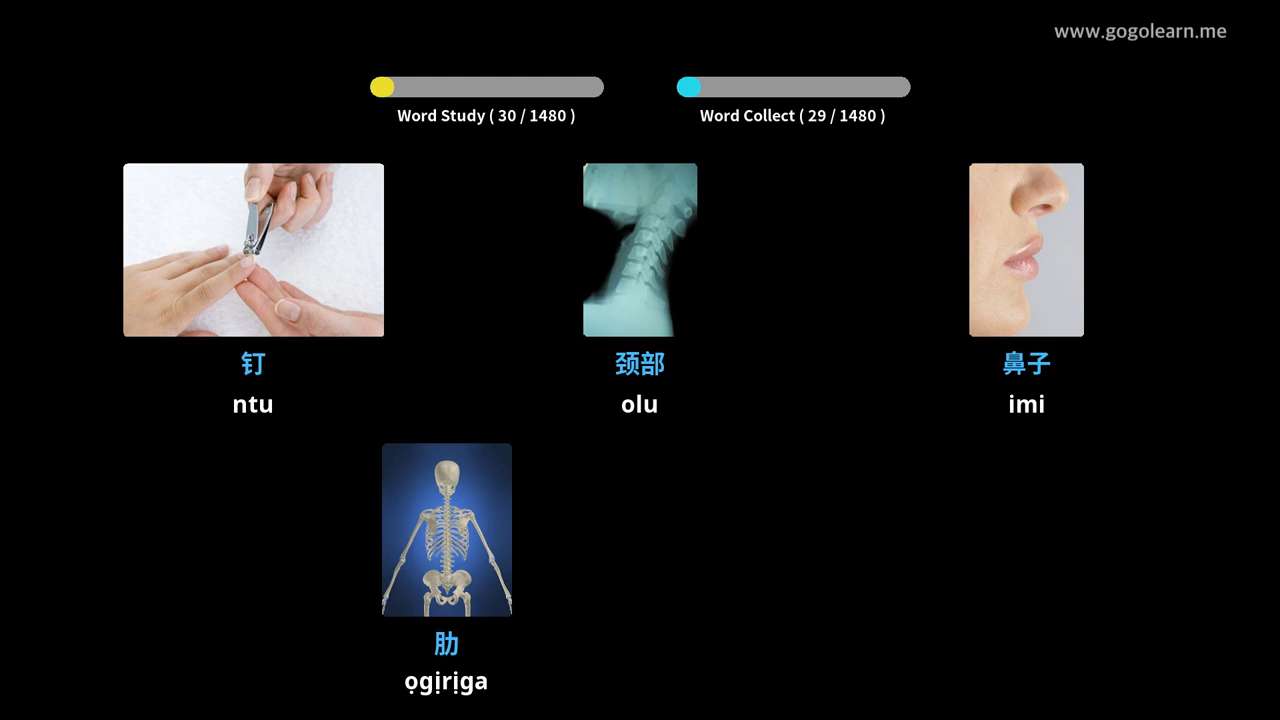 www.gogolearn.me
Word Study ( 30 / 1480 )
Word Collect ( 29 / 1480 )
钉
ntu
颈部
olu
鼻子
imi
肋
ọgịrịga